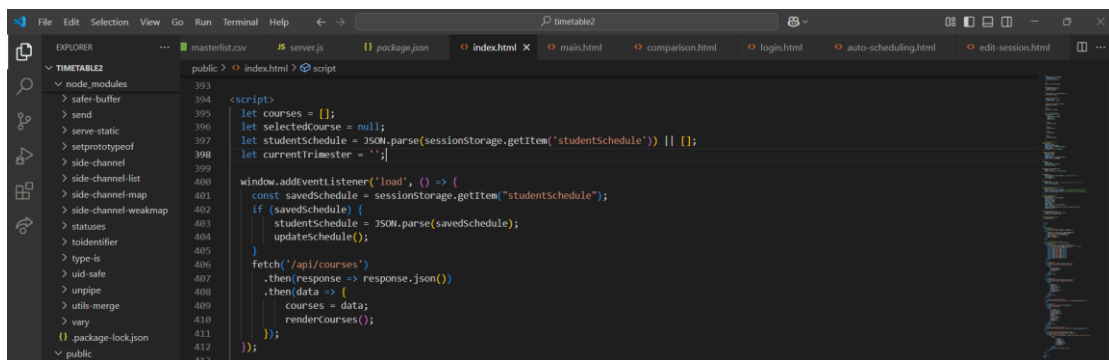 File Edit Selection View Go Run Terminal Help
timetable2
EXPLORER
masterlist.csv
JS server.js
{} package.json
<> index.html
<> main.html
<> comparison.html
<> login.html
<> auto-scheduling.html
<> edit-session.html
TIMETABLE2
public > <> index.html > script
node_modules
safer-buffer
send
serve-static
setprototypeof
side-channel
side-channel-list
side-channel-map
side-channel-weakmap
statuses
toidentifier
type-is
uid-safe
unpipe
utils-merge
vary
{} .package-lock.json
public
393
394 <script>
395 let courses = [];
396 let selectedCourse = null;
397 let studentSchedule = JSON.parse(sessionStorage.getItem('studentSchedule')) || [];
398 let currentTrimester = '';
399
400 window.addEventListener('load', () => {
401 const savedSchedule = sessionStorage.getItem("studentSchedule");
402 if (savedSchedule) {
403 studentSchedule = JSON.parse(savedSchedule);
404 updateSchedule();
405 }
406 fetch('/api/courses')
407 .then(response => response.json())
408 .then(data => {
409 courses = data;
410 renderCourses();
411 });
412 });